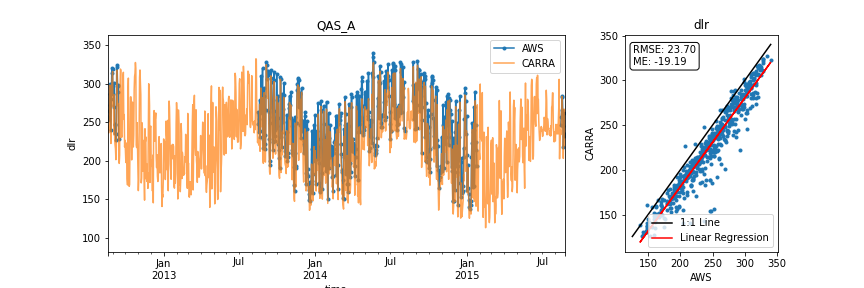 QAS_A
350
300
250
200
150
100
dlr
AWS
CARRA
Jan
2013
Jul
Jan
2014
Jul
Jan
2015
Jul
time
dlr
RMSE: 23.70
ME: -19.19
350
300
250
200
150
CARRA
1:1 Line
Linear Regression
150
200
250
300
350
AWS